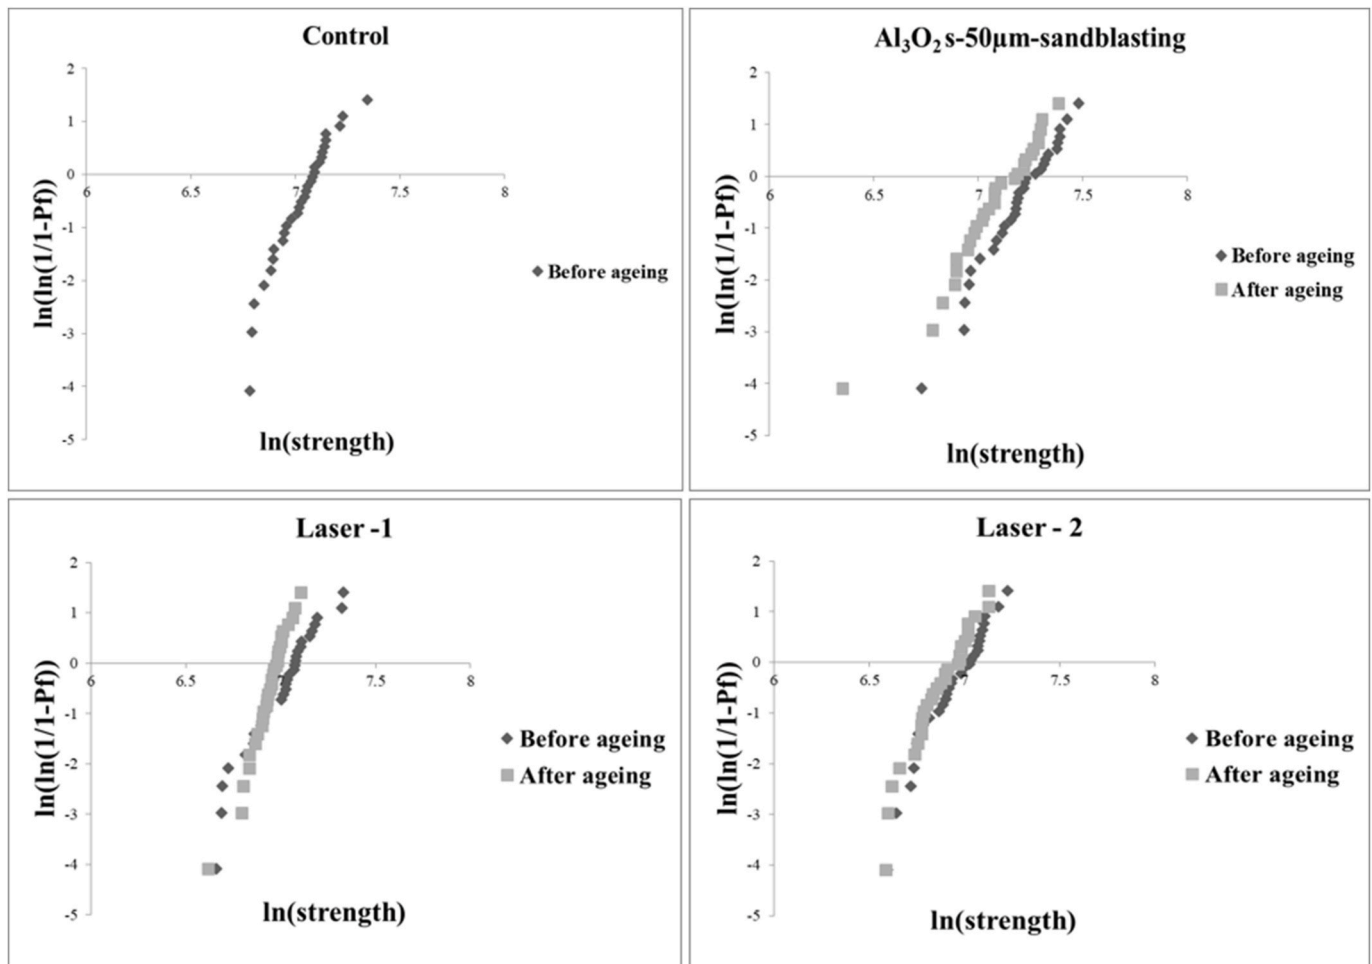 Control
2
1
0
6
6.5
7
7.5
8
-1
-2
-3
-4
-5
ln(ln(1/1-Pf))
ln(strength)
Before ageing
Al₃O₂s-50μm-sandblasting
2
1
0
6
6.5
7
7.5
8
-1
-2
-3
-4
-5
ln(ln(1/1-Pf))
ln(strength)
Before ageing
After ageing
Laser -1
2
1
0
6
6.5
7.5
8
-1
-2
-3
-4
-5
ln(ln(1/1-Pf))
ln(strength)
Before ageing
After ageing
Laser - 2
2
1
0
6
6.5
7
7.5
8
-1
-2
-3
-4
-5
ln(ln(1/1-Pf))
ln(strength)
Before ageing
After ageing